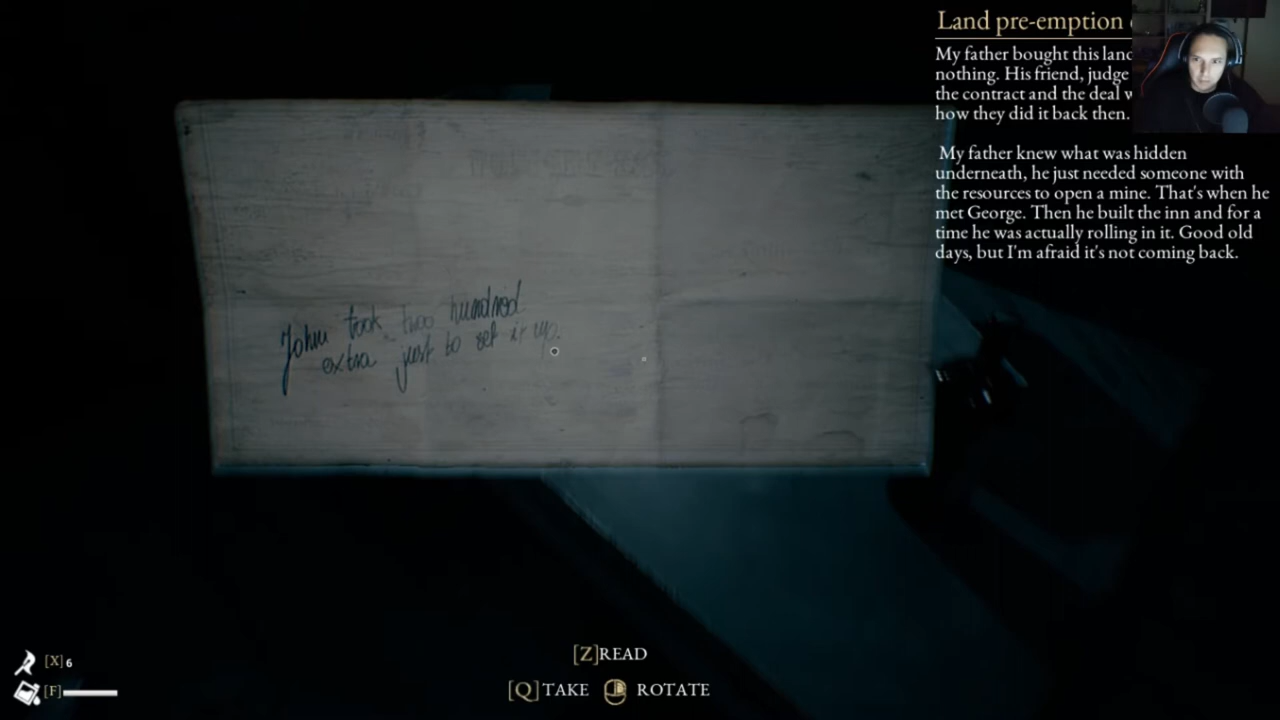 Land pre-emption
My father bought this land
nothing. His friend, judge
the contract and the deal
how they did it back then.
My father knew what was hidden
underneath, he just needed someone with
the resources to open a mine. That's when he
met George. Then he built the inn and for a
time he was actually rolling in it. Good old
days, but I'm afraid it's not coming back.
John took two hundred
extra just to set it up.
[Z]READ
[X] 6
[F]
[Q]TAKE ROTATE